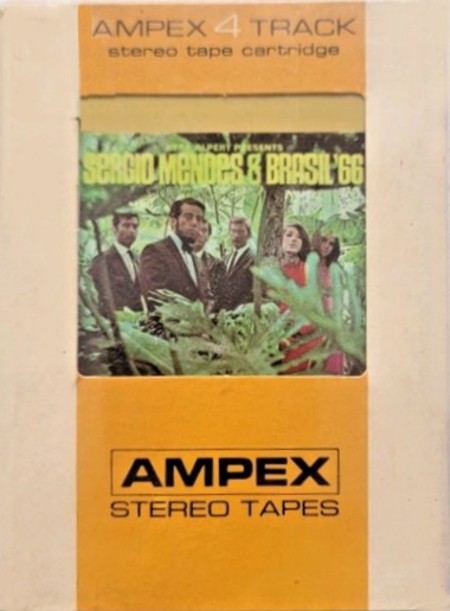 AMPEX 4 TRACK
stereo tape cartridge
HERB ALPERT PRESENTS
SERGIO MENDES & BRASIL '66
AMPEX
STEREO TAPES